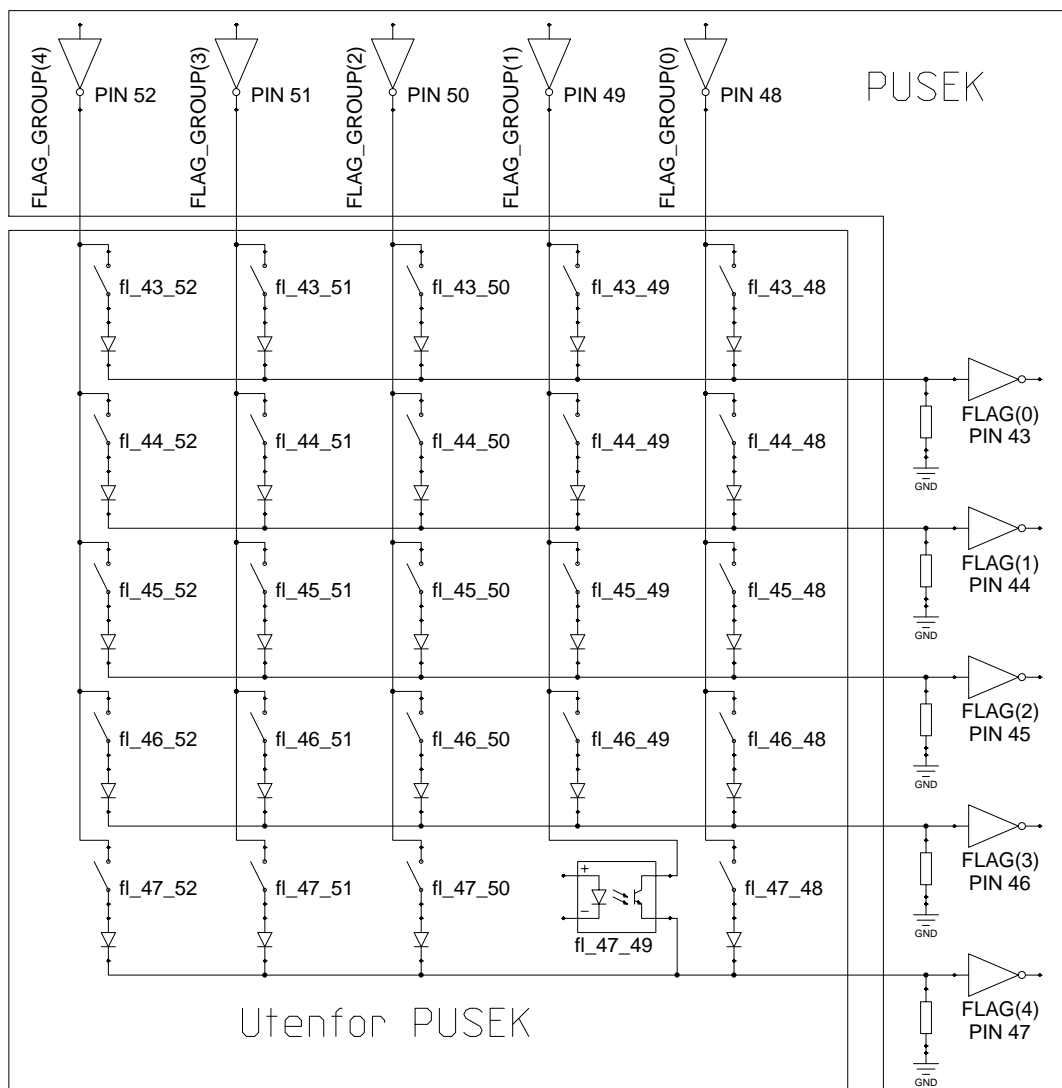 FLAG_GROUP(4)
PIN 52
FLAG_GROUP(3)
PIN 51
FLAG_GROUP(2)
PIN 50
FLAG_GROUP(1)
PIN 49
FLAG_GROUP(0)
PIN 48
PUSEK
fl_43_52
fl_43_51
fl_43_50
fl_43_49
fl_43_48
FLAG(0)
PIN 43
GND
fl_44_52
fl_44_51
fl_44_50
fl_44_49
fl_44_48
FLAG(1)
PIN 44
GND
fl_45_52
fl_45_51
fl_45_50
fl_45_49
fl_45_48
FLAG(2)
PIN 45
GND
fl_46_52
fl_46_51
fl_46_50
fl_46_49
fl_46_48
FLAG(3)
PIN 46
GND
fl_47_52
fl_47_51
fl_47_50
+
−
fl_47_49
fl_47_48
FLAG(4)
PIN 47
GND
Utenfor PUSEK